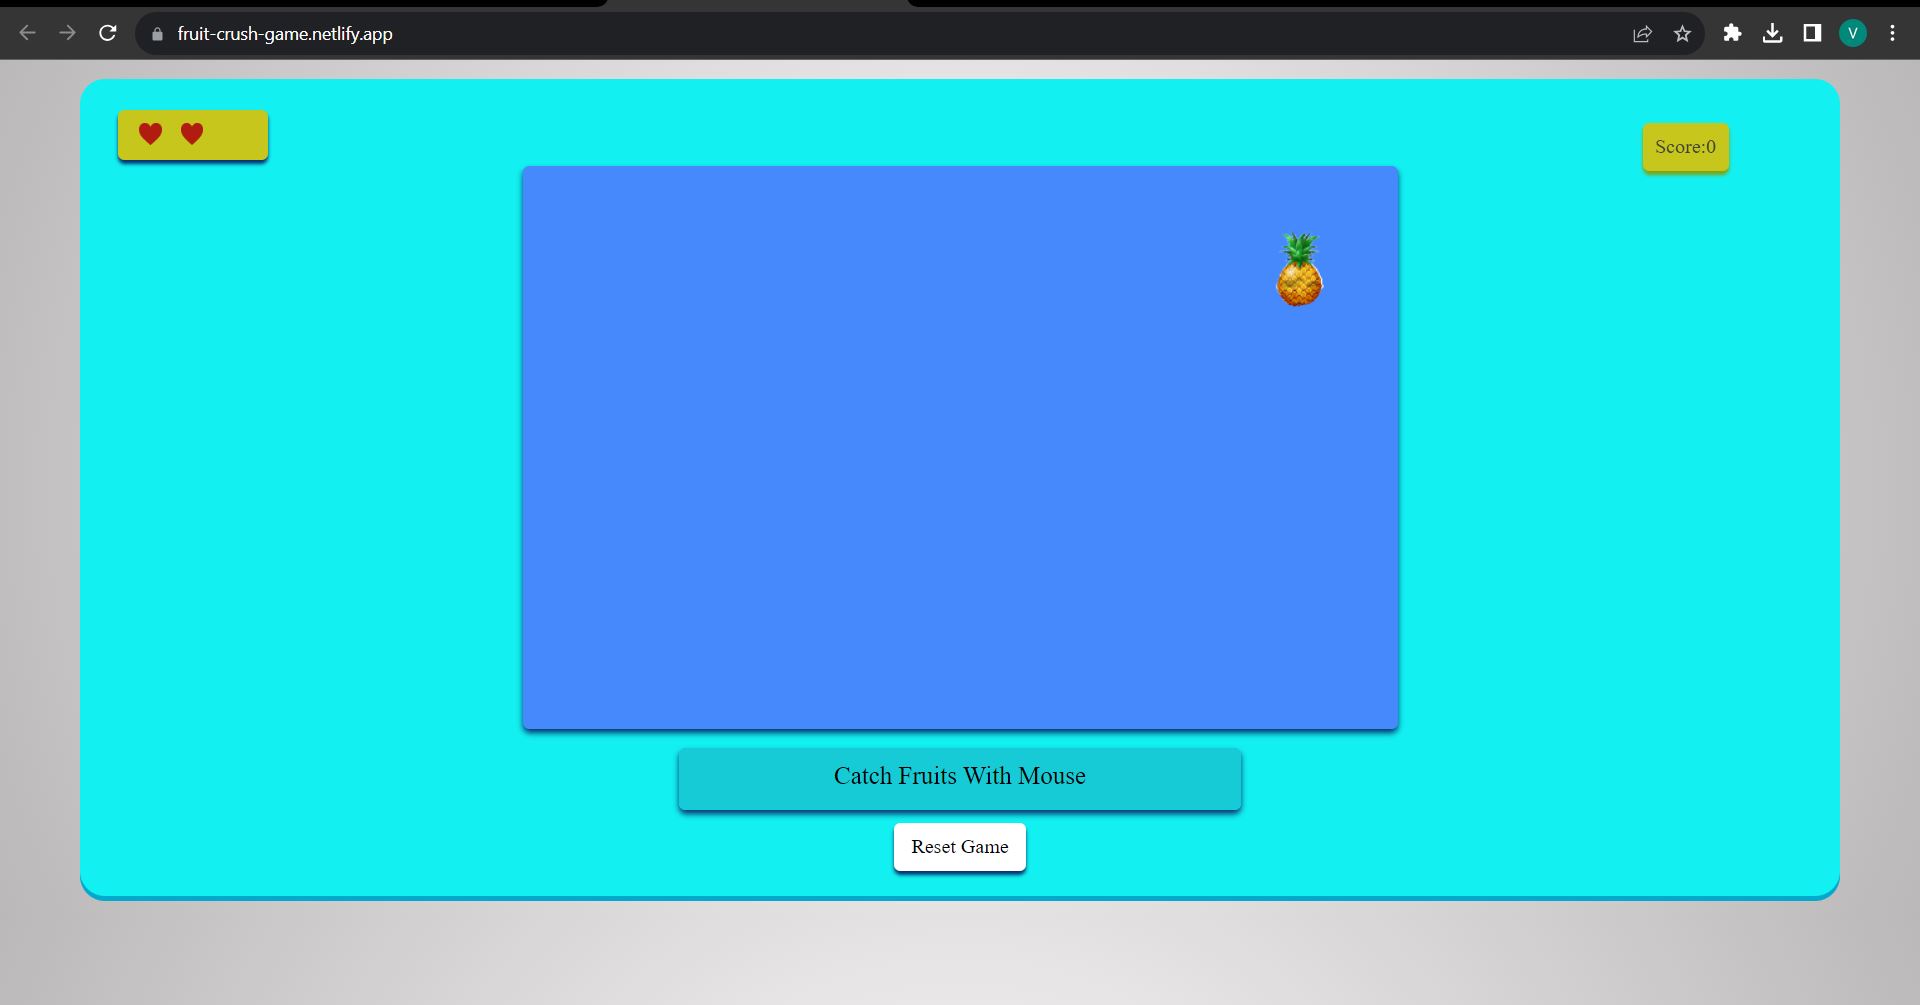 fruit-crush-game.netlify.app
V
Score:0
Catch Fruits With Mouse
Reset Game